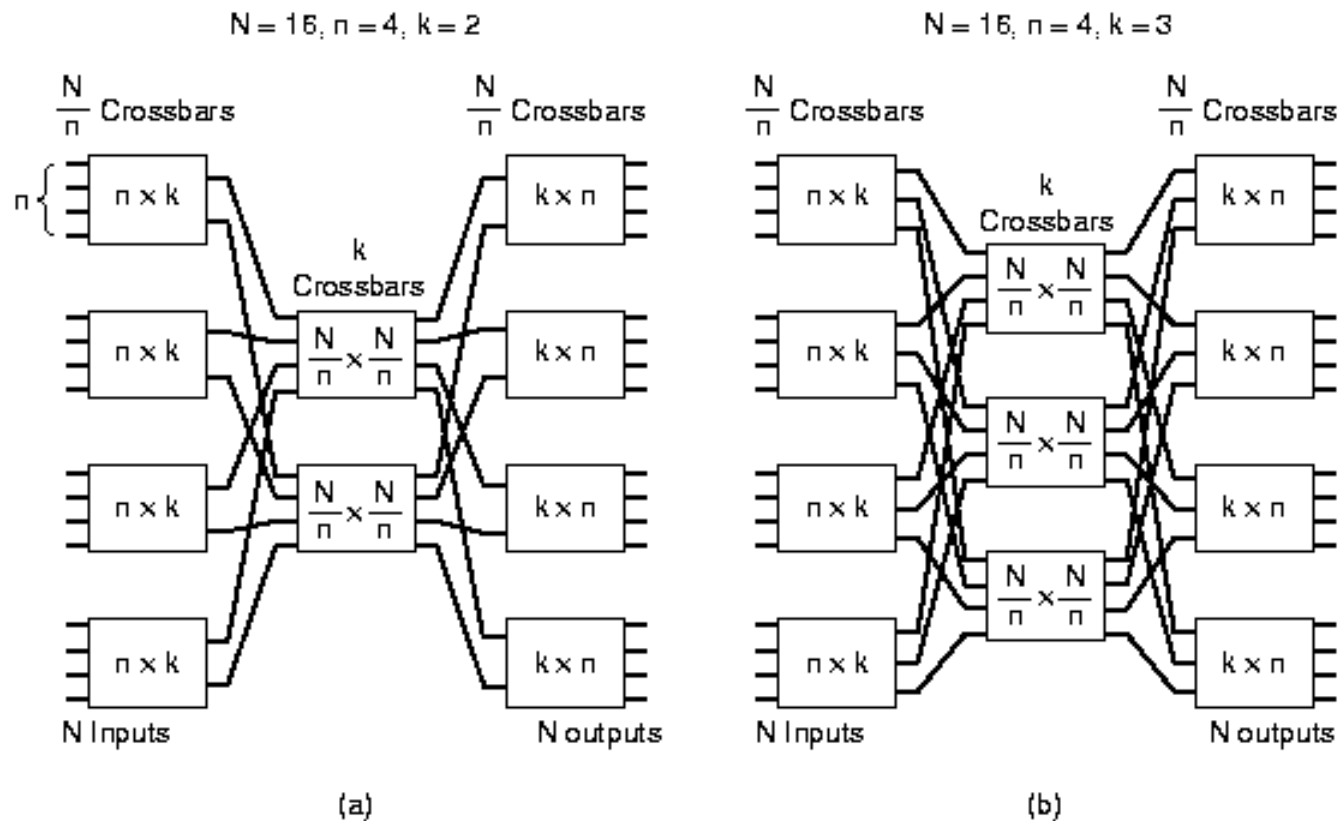 N = 16, n = 4, k = 2
N/n Crossbars
N/n Crossbars
n
n × k
k × n
k
Crossbars
n × k
N/n × N/n
k × n
n × k
N/n × N/n
k × n
n × k
k × n
N Inputs
N outputs
(a)
N = 16, n = 4, k = 3
N/n Crossbars
N/n Crossbars
n × k
k × n
k
Crossbars
N/n × N/n
n × k
k × n
N/n × N/n
n × k
k × n
N/n × N/n
n × k
k × n
N Inputs
N outputs
(b)